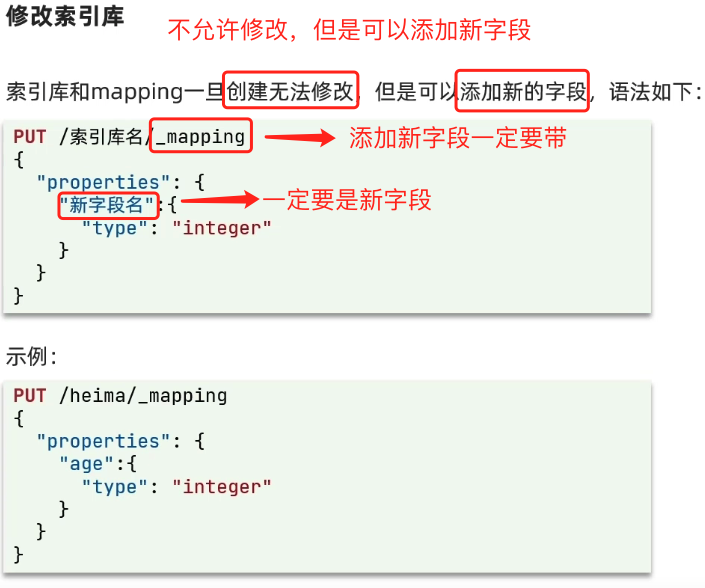 修改索引库
不允许修改，但是可以添加新字段
索引库和mapping一旦创建无法修改，但是可以添加新的字段，语法如下：
PUT /索引库名/_mapping
添加新字段一定要带
{
"properties": {
"新字段名":{
一定要是新字段
"type": "integer"
}
}
}
示例：
PUT /heima/_mapping
{
"properties": {
"age":{
"type": "integer"
}
}
}